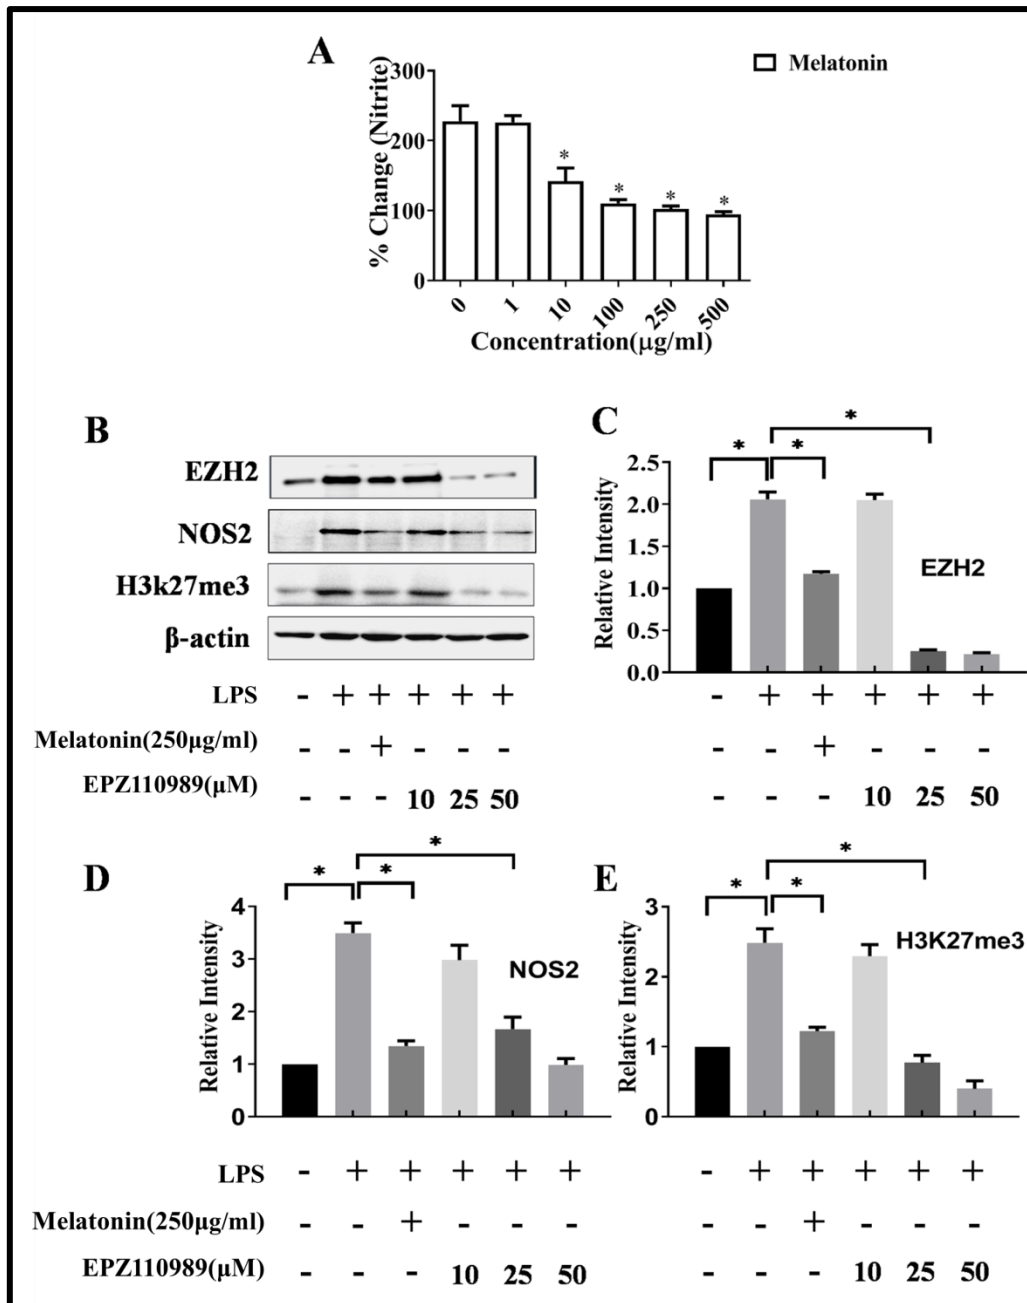 A
Melatonin
% Change (Nitrite)
300
200
100
0
* * * *
0 1 10 100 250 500
Concentration(µg/ml)
B
EZH2
NOS2
H3k27me3
β-actin
LPS - + + + + +
Melatonin(250µg/ml) - - + - - -
EPZ110989(µM) - - - 10 25 50
C
* * *
Relative Intensity
2.5
2.0
1.5
1.0
0.5
0.0
EZH2
- + + + + +
- - + - - -
- - - 10 25 50
D
* * *
Relative Intensity
4
3
2
1
0
NOS2
E
* * *
Relative Intensity
3
2
1
0
H3K27me3
LPS - + + + + + - + + + + +
Melatonin(250µg/ml) - - + - - - - - + - - -
EPZ110989(µM) - - - 10 25 50 - - - 10 25 50